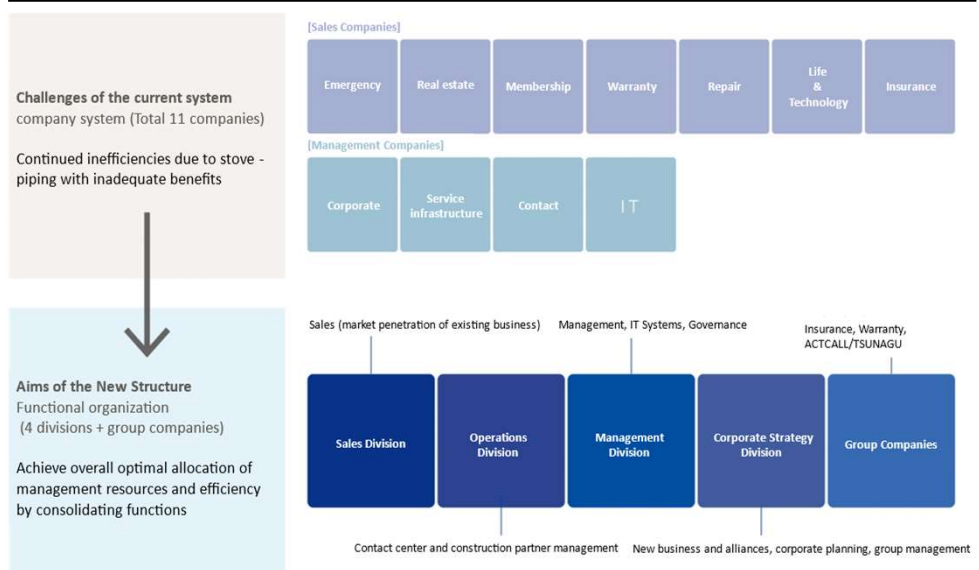 [Sales Companies]
Emergency
Real estate
Membership
Warranty
Repair
Life
&
Technology
Insurance
Challenges of the current system
company system (Total 11 companies)
Continued inefficiencies due to stove -
piping with inadequate benefits
[Management Companies]
Corporate
Service
infrastructure
Contact
IT
Sales (market penetration of existing business)
Management, IT Systems, Governance
Insurance, Warranty,
ACTCALL/TSUNAGU
Aims of the New Structure
Functional organization
(4 divisions + group companies)
Achieve overall optimal allocation of
management resources and efficiency
by consolidating functions
Sales Division
Operations
Division
Management
Division
Corporate Strategy
Division
Group Companies
Contact center and construction partner management
New business and alliances, corporate planning, group management